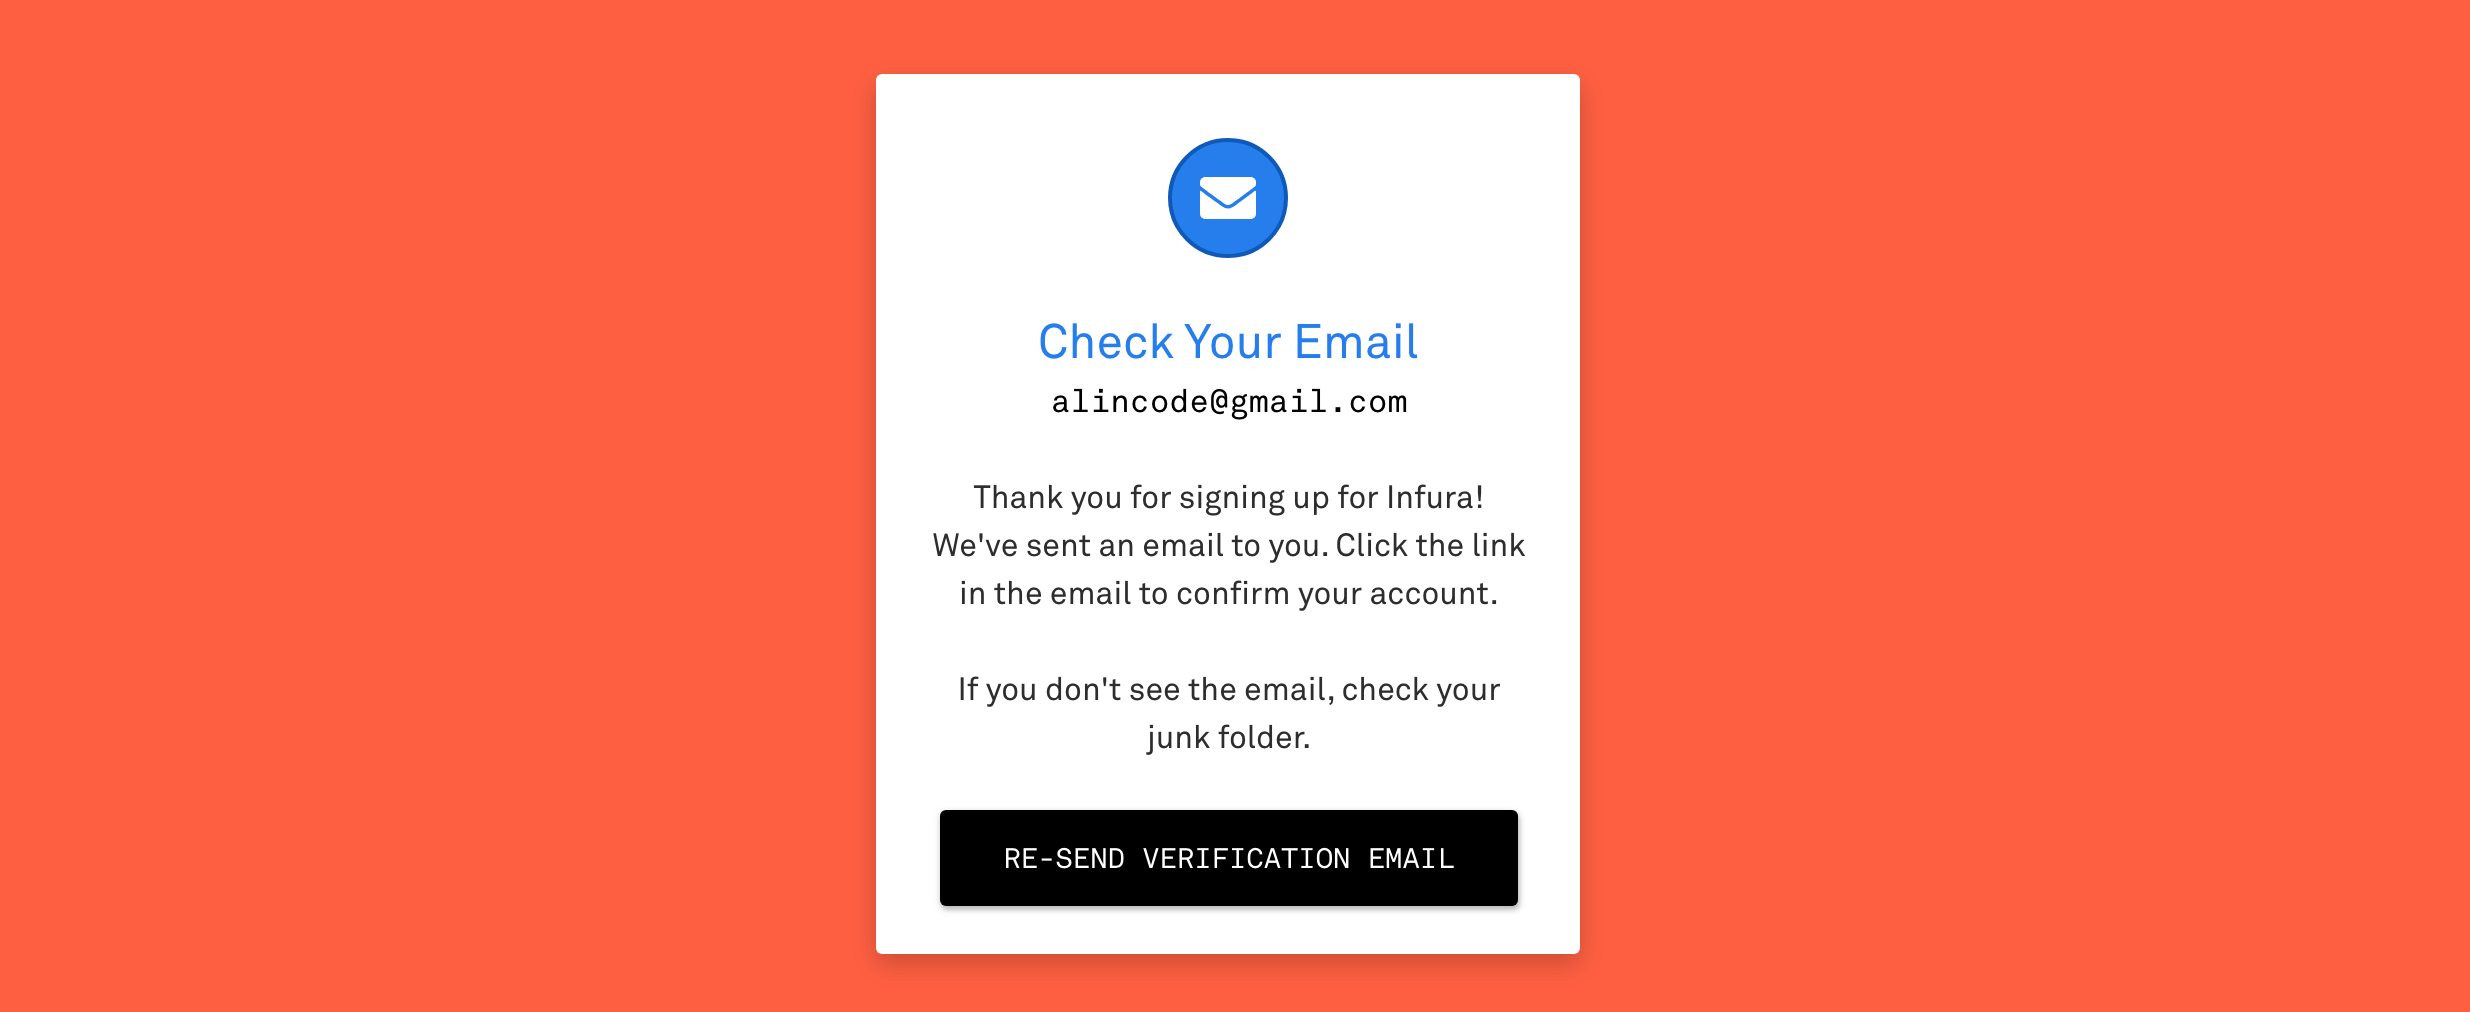 Check Your Email
alincode@gmail.com
Thank you for signing up for Infura!
We've sent an email to you. Click the link
in the email to confirm your account.
If you don't see the email, check your
junk folder.
RE-SEND VERIFICATION EMAIL